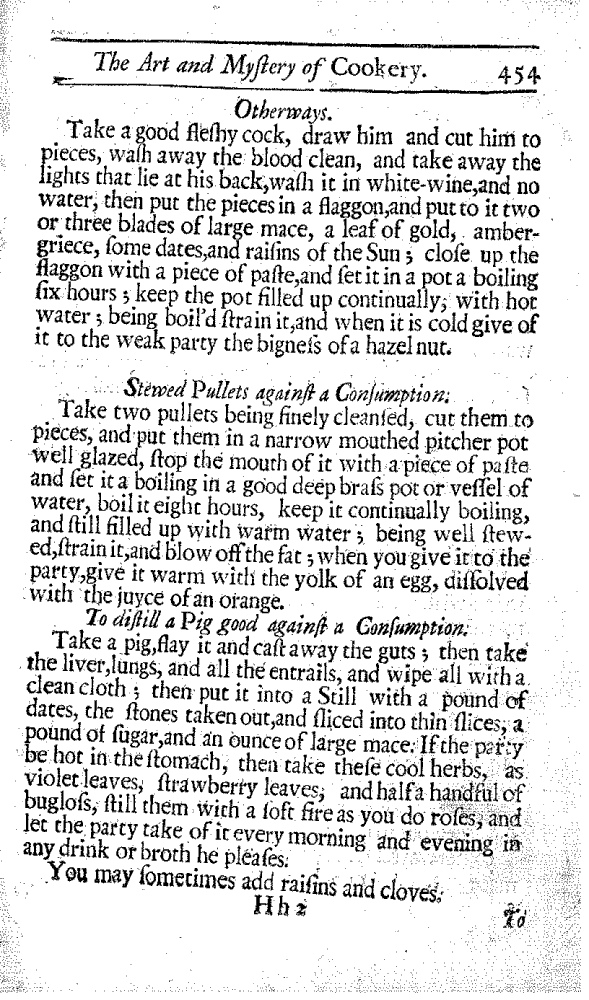 The Art and Myſtery of Cookery. 454
Otherways.
Take a good fleſhy cock, draw him and cut him to
pieces, waſh away the blood clean, and take away the
lights that lie at his back,waſh it in white-wine,and no
water, then put the pieces in a flaggon,and put to it two
or three blades of large mace, a leaf of gold, amber-
griece, ſome dates,and raiſins of the Sun ; cloſe up the
flaggon with a piece of paſte,and ſet it in a pot a boiling
ſix hours ; keep the pot filled up continually, with hot
water ; being boil'd ſtrain it,and when it is cold give of
it to the weak party the bigneſs of a hazel nut.
Stewed Pullets againſt a Conſumption.
Take two pullets being finely cleanſed, cut them to
pieces, and put them in a narrow mouthed pitcher pot
well glazed, ſtop the mouth of it with a piece of paſte
and ſet it a boiling in a good deep braſs pot or veſſel of
water, boil it eight hours, keep it continually boiling,
and ſtill filled up with warm water ; being well ſtew-
ed,ſtrain it,and blow off the fat ; when you give it to the
party,give it warm with the yolk of an egg, diſſolved
with the juyce of an orange.
To diſtill a Pig good againſt a Conſumption.
Take a pig,flay it and caſt away the guts ; then take
the liver,lungs, and all the entrails, and wipe all with a
clean cloth ; then put it into a Still with a pound of
dates, the ſtones taken out,and ſliced into thin ſlices, a
pound of ſugar,and an ounce of large mace. If the party
be hot in the ſtomach, then take theſe cool herbs, as
violet leaves, ſtrawberry leaves, and half a handful of
bugloſs, ſtill them with a ſoft fire as you do roſes, and
let the party take of it every morning and evening in
any drink or broth he pleaſes.
You may ſometimes add raiſins and cloves.
H h 2
To